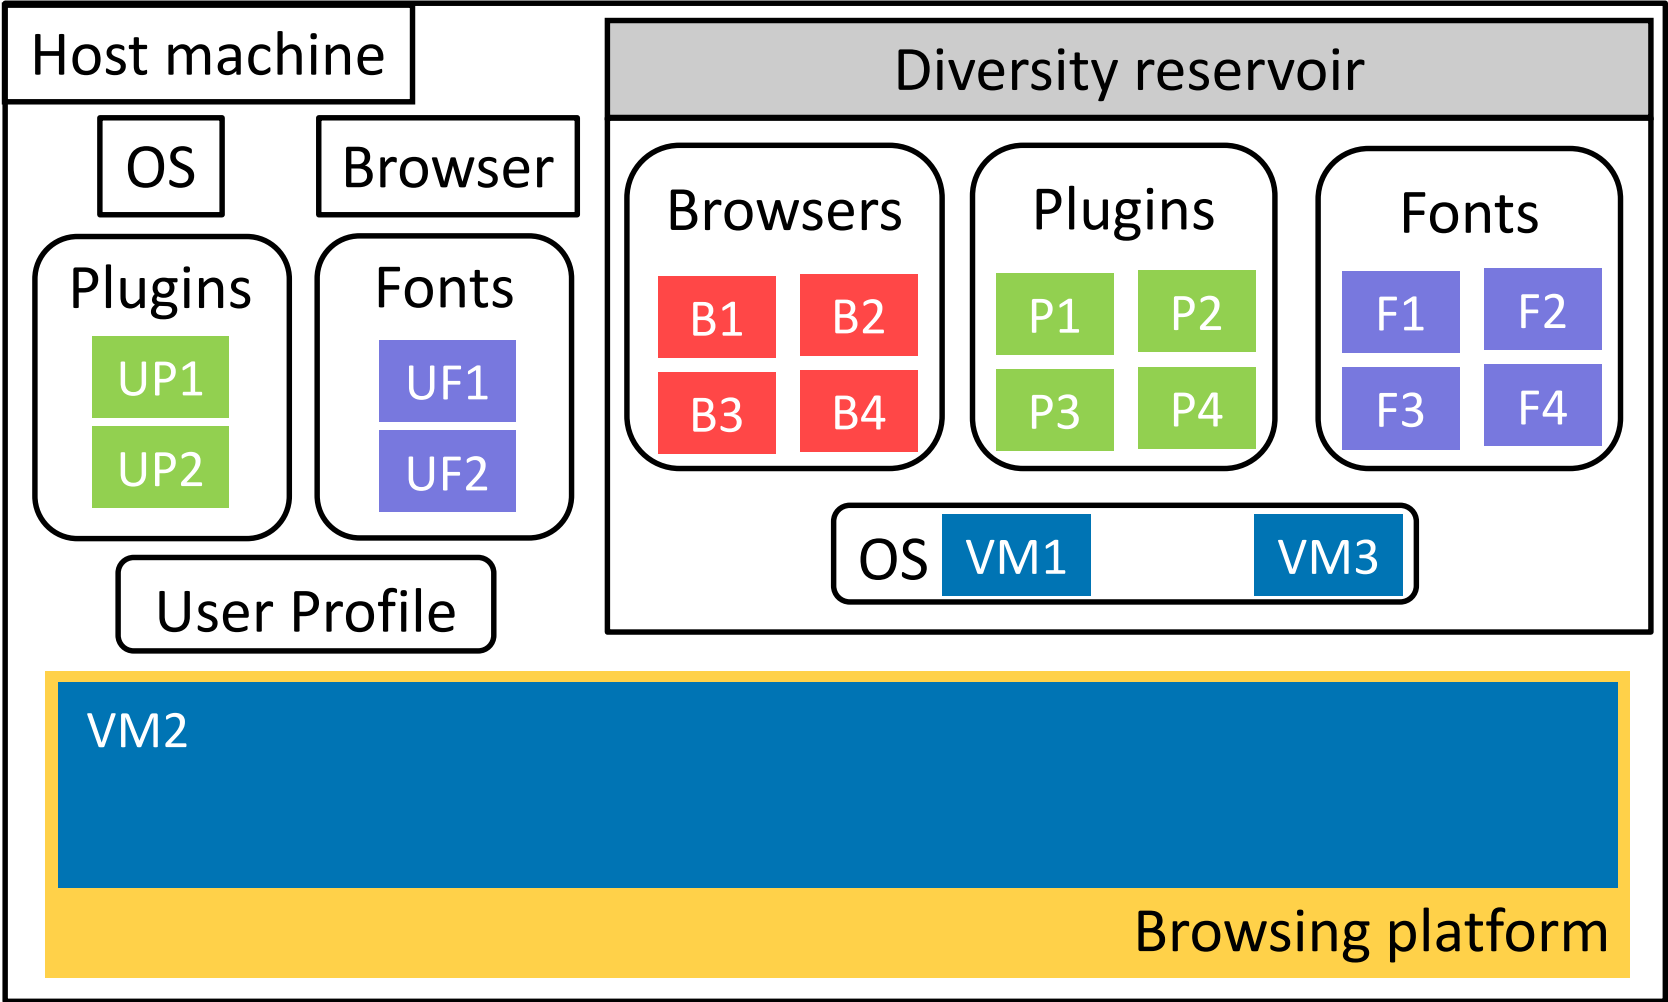 Host machine
Diversity reservoir
OS
Browser
Plugins
UP1
UP2
Fonts
UF1
UF2
User Profile
Browsers
B1
B2
B3
B4
Plugins
P1
P2
P3
P4
Fonts
F1
F2
F3
F4
OS
VM1
VM3
VM2
Browsing platform